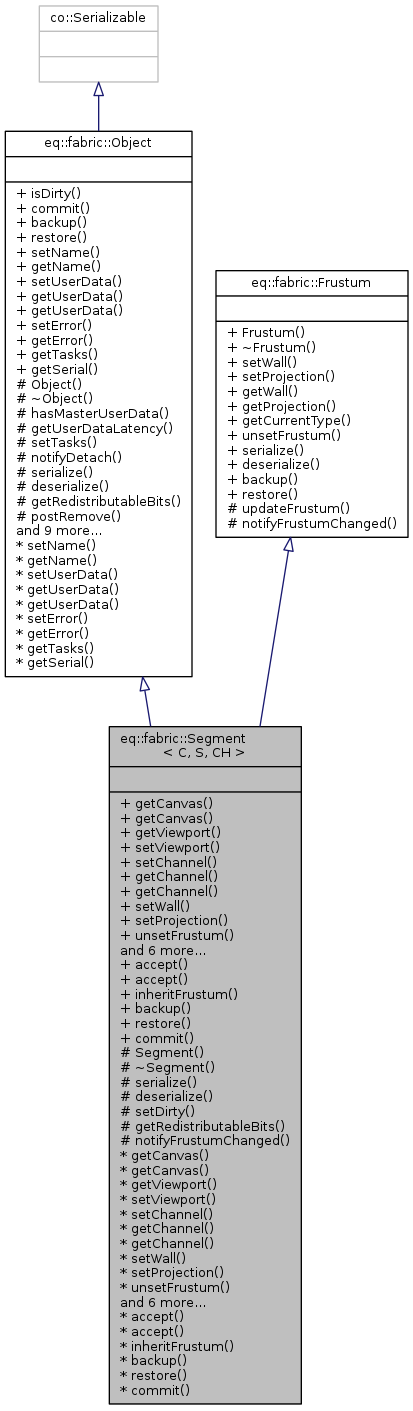 co::Serializable
eq::fabric::Object
+ isDirty()
+ commit()
+ backup()
+ restore()
+ setName()
+ getName()
+ setUserData()
+ getUserData()
+ getUserData()
+ setError()
+ getError()
+ getTasks()
+ getSerial()
# Object()
# ~Object()
# hasMasterUserData()
# getUserDataLatency()
# setTasks()
# notifyDetach()
# serialize()
# deserialize()
# getRedistributableBits()
# postRemove()
and 9 more...
* setName()
* getName()
* setUserData()
* getUserData()
* getUserData()
* setError()
* getError()
* getTasks()
* getSerial()
eq::fabric::Frustum
+ Frustum()
+ ~Frustum()
+ setWall()
+ setProjection()
+ getWall()
+ getProjection()
+ getCurrentType()
+ unsetFrustum()
+ serialize()
+ deserialize()
+ backup()
+ restore()
# updateFrustum()
# notifyFrustumChanged()
eq::fabric::Segment
< C, S, CH >
+ getCanvas()
+ getCanvas()
+ getViewport()
+ setViewport()
+ setChannel()
+ getChannel()
+ getChannel()
+ setWall()
+ setProjection()
+ unsetFrustum()
and 6 more...
+ accept()
+ accept()
+ inheritFrustum()
+ backup()
+ restore()
+ commit()
# Segment()
# ~Segment()
# serialize()
# deserialize()
# setDirty()
# getRedistributableBits()
# notifyFrustumChanged()
* getCanvas()
* getCanvas()
* getViewport()
* setViewport()
* setChannel()
* getChannel()
* getChannel()
* setWall()
* setProjection()
* unsetFrustum()
and 6 more...
* accept()
* accept()
* inheritFrustum()
* backup()
* restore()
* commit()